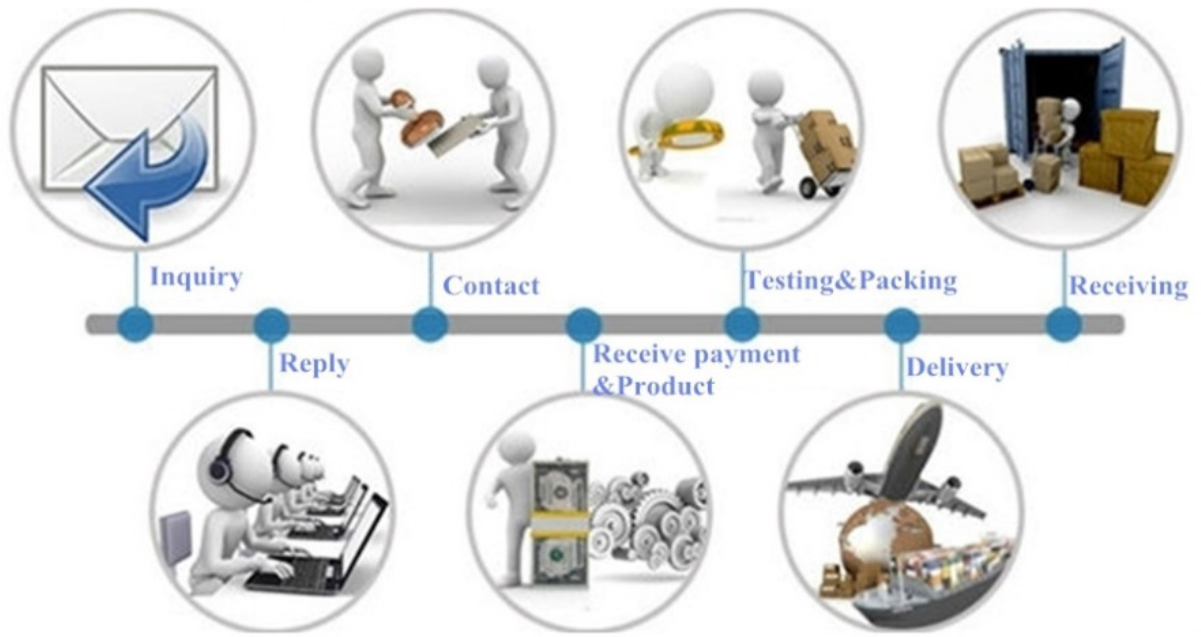 Inquiry
Reply
Contact
Receive payment
&Product
Testing&Packing
Delivery
Receiving